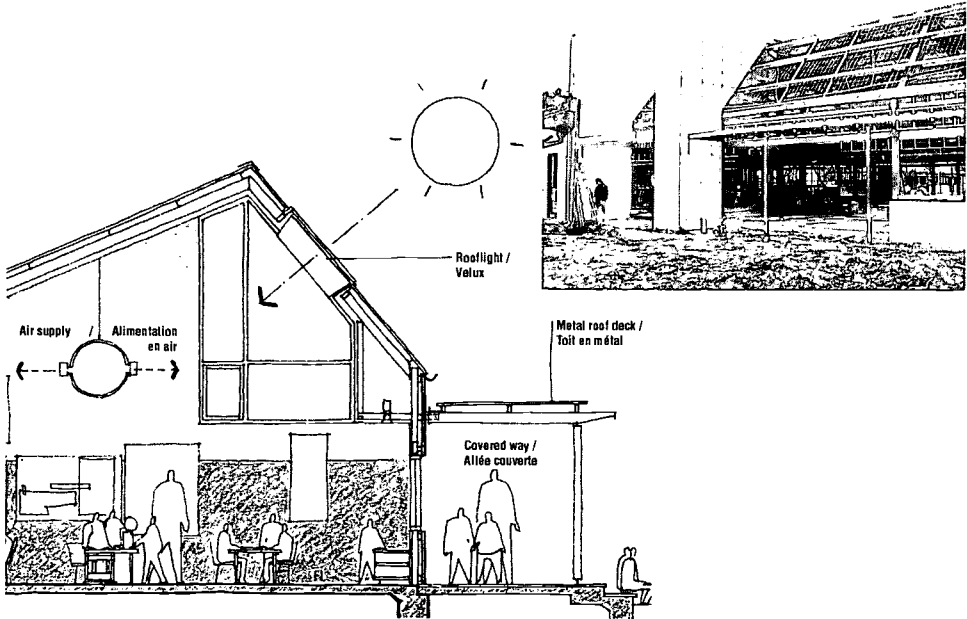 Rooflight /
Velux
Air supply / Alimentation
en air
Metal roof deck /
Toit en métal
Covered way /
Allée couverte